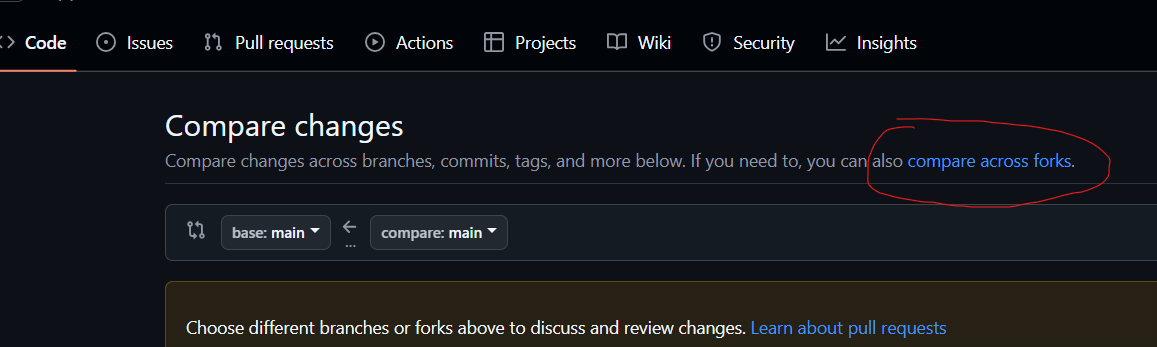 Code Issues Pull requests Actions Projects Wiki Security Insights
Compare changes
Compare changes across branches, commits, tags, and more below. If you need to, you can also compare across forks.
base: main compare: main
...
Choose different branches or forks above to discuss and review changes. Learn about pull requests